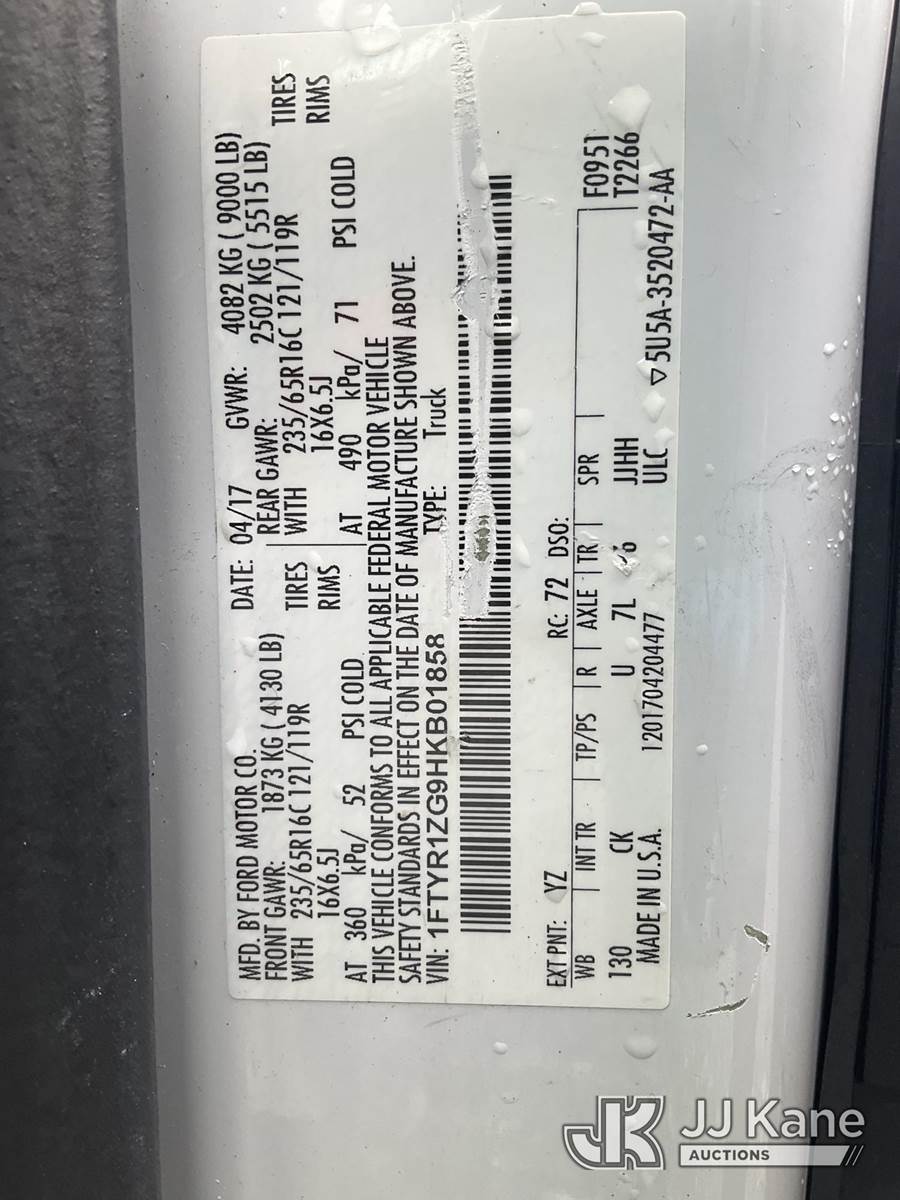 MFD. BY FORD MOTOR CO. DATE: 04/17 GVWR: 4082 KG ( 9000 LB)
FRONT GAWR: 1873 KG ( 4130 LB) REAR GAWR: 2502 KG ( 5515 LB)
WITH 235/65R16C 121/119R TIRES WITH 235/65R16C 121/119R TIRES
16X6.5J RIMS 16X6.5J RIMS
AT 360 kPa/ 52 PSI COLD AT 490 kPa/ 71 PSI COLD
THIS VEHICLE CONFORMS TO ALL APPLICABLE FEDERAL MOTOR VEHICLE
SAFETY STANDARDS IN EFFECT ON THE DATE OF MANUFACTURE SHOWN ABOVE.
VIN: 1FTYR1ZG9HKB01858 TYPE: Truck
EXT PNT: YZ RC: 72 DSO:
WB INT TR TP/PS R AXLE TR SPR F0951
130 CK U 7L 6 JJHH T2266
MADE IN U.S.A. 1201704204477 ULC ▽5U5A-3520472-AA
JK JJ Kane
AUCTIONS